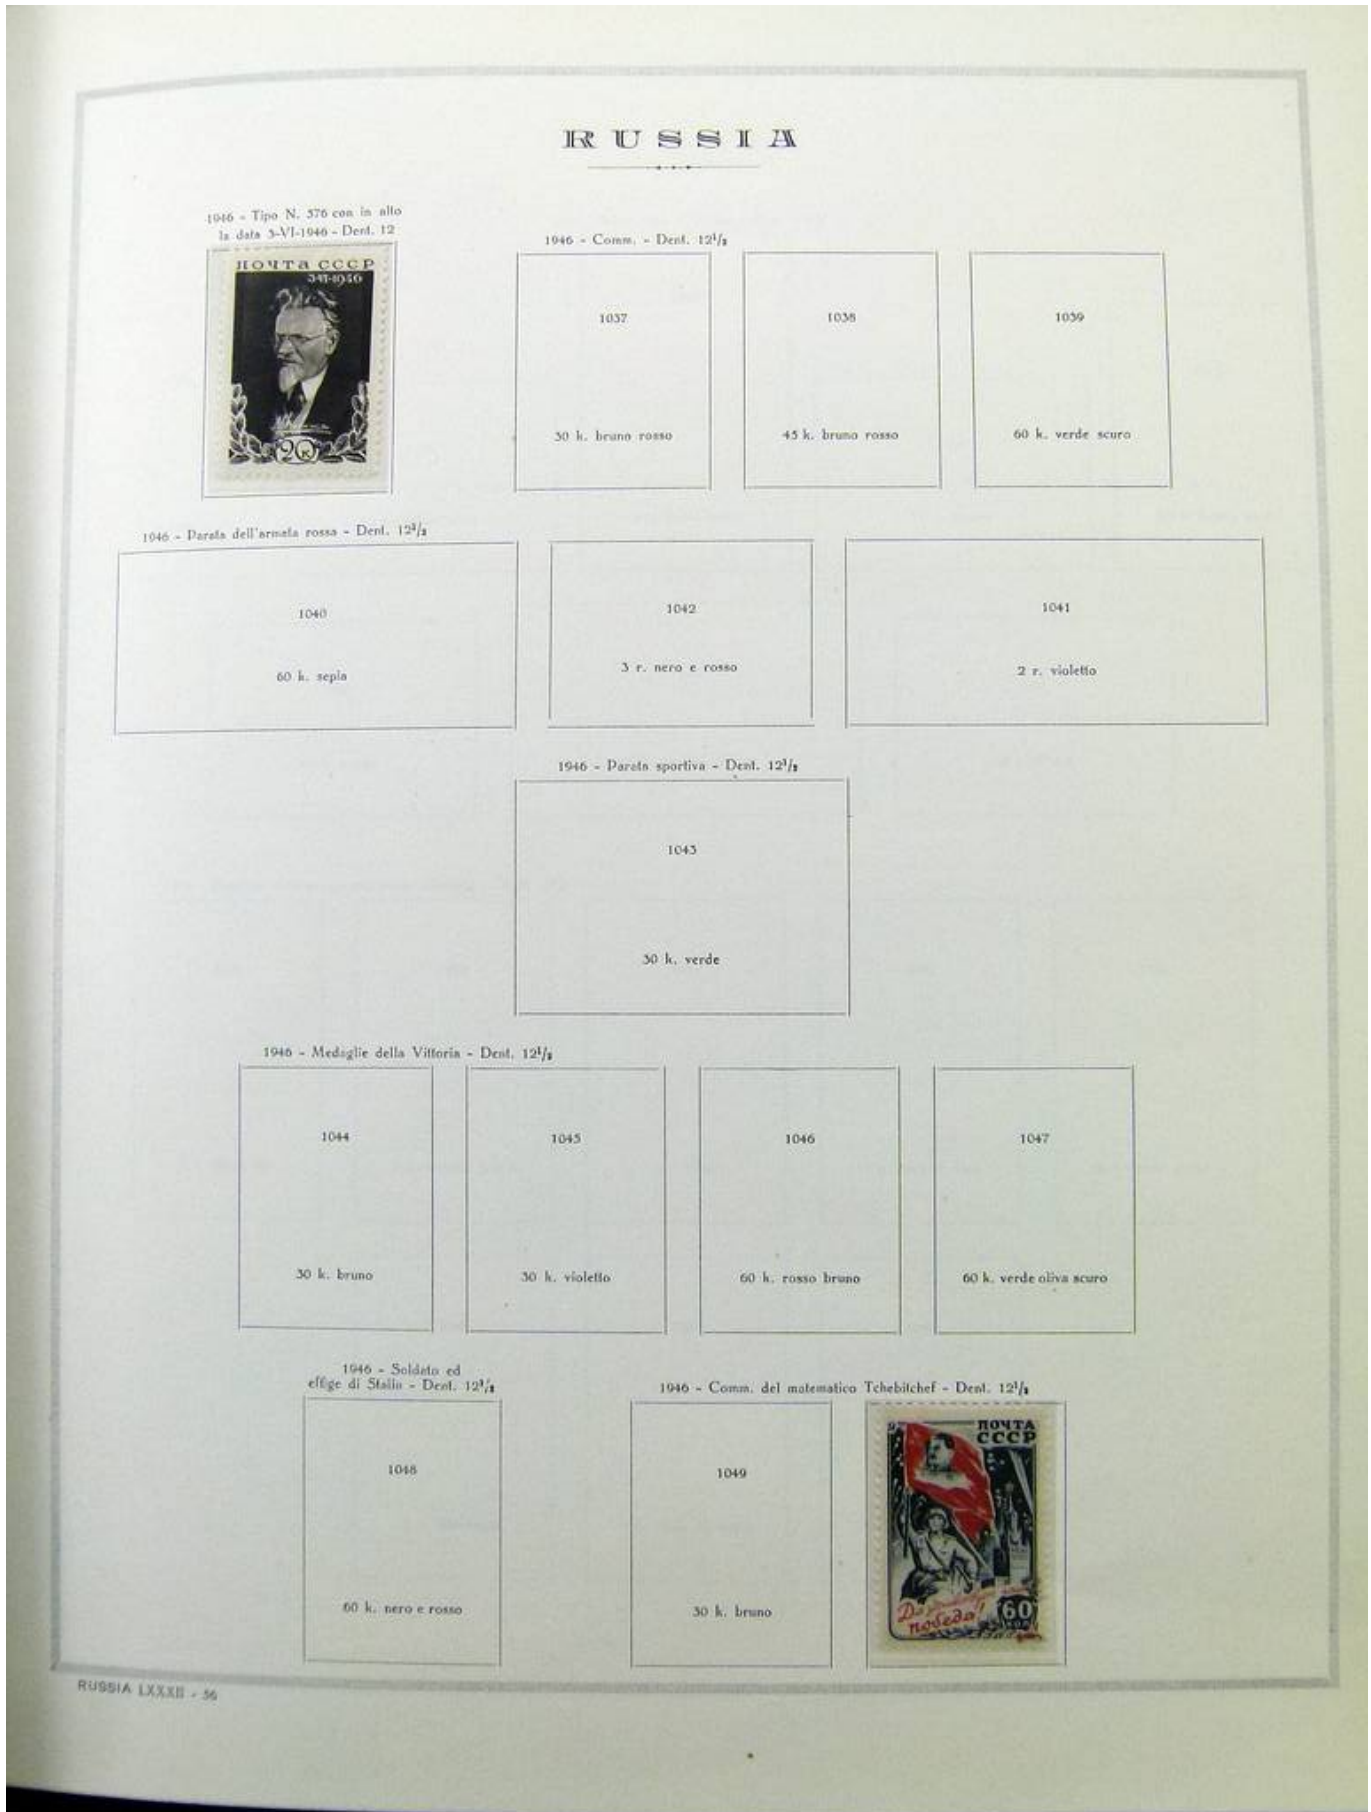 RUSSIA
1946 - Tipo N. 376 con in alto
la data 3-VI-1946 - Dent. 12
ПОЧТА СССР
3-VI-1946
20 К
1946 - Comm. - Dent. 12½
1037
30 k. bruno rosso
1038
45 k. bruno rosso
1039
60 k. verde scuro
1946 - Parata dell'armata rossa - Dent. 12½
1040
60 k. sepia
1042
3 r. nero e rosso
1041
2 r. violetto
1946 - Parata sportiva - Dent. 12½
1043
30 k. verde
1946 - Medaglie della Vittoria - Dent. 12½
1044
30 k. bruno
1045
30 k. violetto
1046
60 k. rosso bruno
1047
60 k. verde oliva scuro
1946 - Soldato ed
effige di Stalin - Dent. 12½
1048
60 k. nero e rosso
1946 - Comm. del matematico Tchebitchef - Dent. 12½
1049
30 k. bruno
ПОЧТА
СССР
Да
победа!
60
КОП
RUSSIA LXXXII - 56